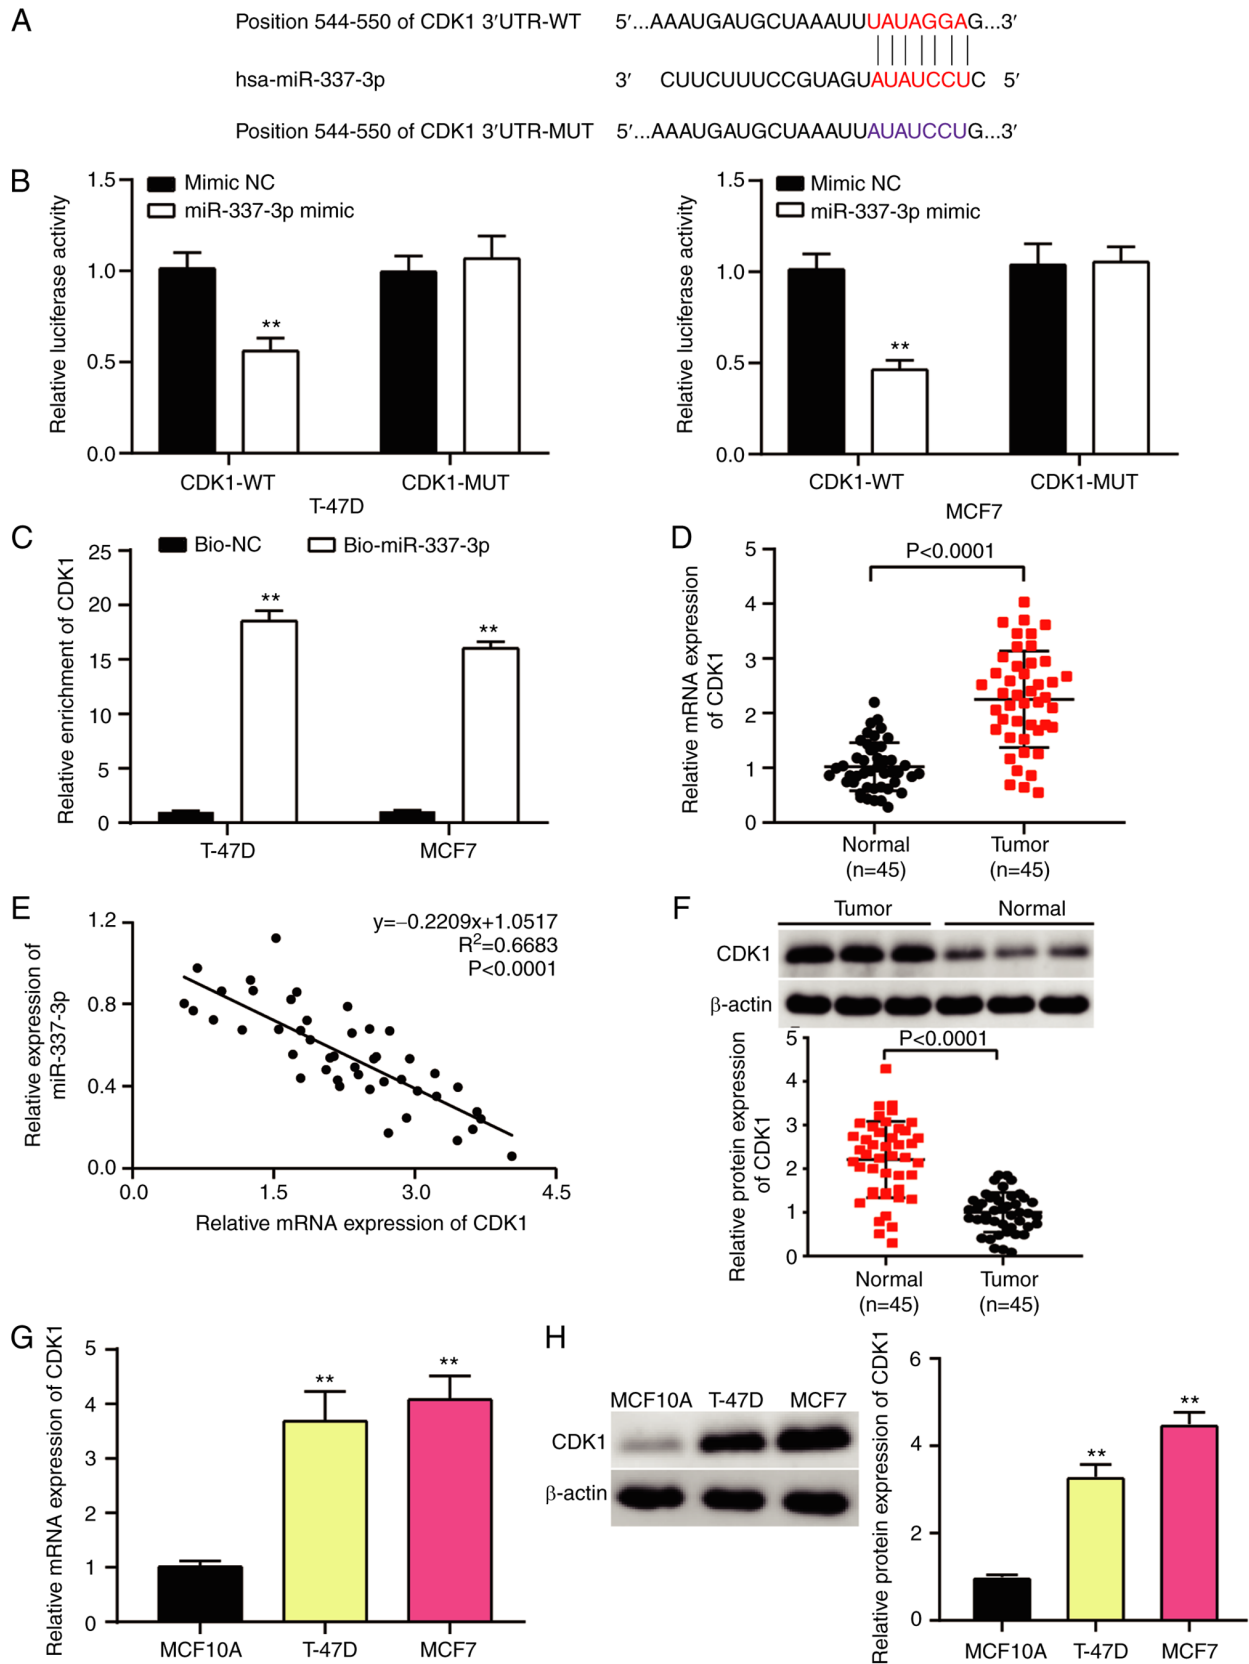 A
Position 544-550 of CDK1 3′UTR-WT 5′...AAAUGAUGCUAAAUUUAUAGGAG...3′
hsa-miR-337-3p 3′ CUUCUUUCCGUAGUAUAUCCUC 5′
Position 544-550 of CDK1 3′UTR-MUT 5′...AAAUGAUGCUAAAUUAUAUCCUG...3′
B
Relative luciferase activity
1.5
1.0
0.5
0.0
Mimic NC
miR-337-3p mimic
**
CDK1-WT CDK1-MUT
T-47D
Relative luciferase activity
1.5
1.0
0.5
0.0
Mimic NC
miR-337-3p mimic
**
CDK1-WT CDK1-MUT
MCF7
C
Relative enrichment of CDK1
25
20
15
10
5
0
Bio-NC Bio-miR-337-3p
**
**
T-47D MCF7
D
Relative mRNA expression
of CDK1
5
4
3
2
1
0
P<0.0001
Normal Tumor
(n=45) (n=45)
E
Relative expression of
miR-337-3p
1.2
0.8
0.4
0.0
y=−0.2209x+1.0517
R²=0.6683
P<0.0001
0.0 1.5 3.0 4.5
Relative mRNA expression of CDK1
F
Tumor Normal
CDK1
β-actin
Relative protein expression
of CDK1
5
4
3
2
1
0
P<0.0001
Normal Tumor
(n=45) (n=45)
G
Relative mRNA expression of CDK1
5
4
3
2
1
0
**
**
MCF10A T-47D MCF7
H
MCF10A T-47D MCF7
CDK1
β-actin
Relative protein expression of CDK1
6
4
2
0
**
**
MCF10A T-47D MCF7